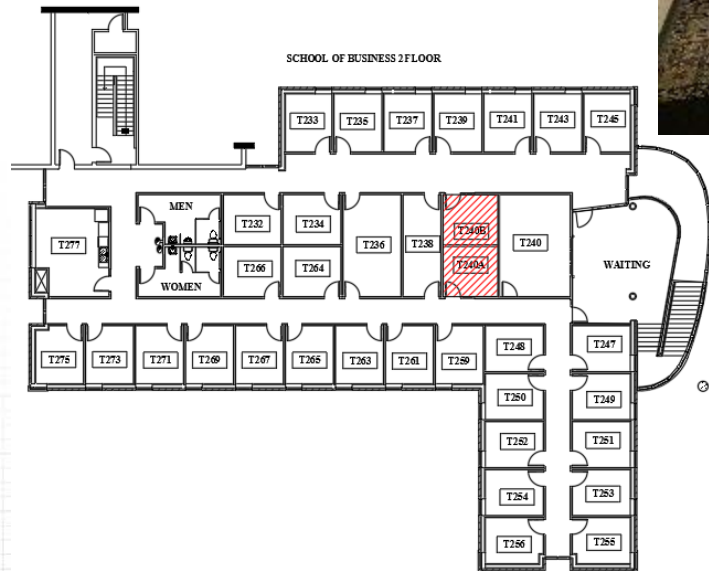 SCHOOL OF BUSINESS 2 FLOOR
T233 T235 T237 T239 T241 T243 T245
MEN
T232 T234 T236 T238 T240B T240
T277
T266 T264 T240A
WOMEN
WAITING
T275 T273 T271 T269 T267 T265 T263 T261 T259 T248 T247
T250 T249
T252 T251
T254 T253
T256 T255